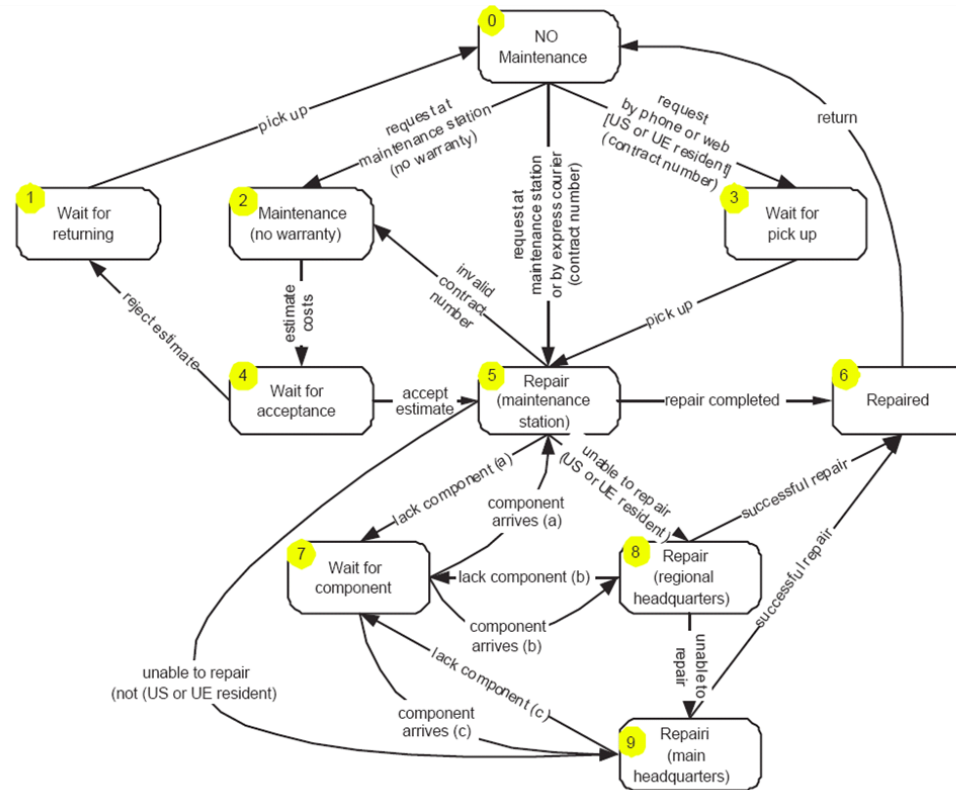 0
NO
Maintenance
pick up
request at
maintenance station
(no warranty)
request
by phone or web
[US or UE resident]
(contract number)
return
1
Wait for
returning
2
Maintenance
(no warranty)
request at
maintenance station
or by express courier
(contract number)
3
Wait for
pick up
reject estimate
estimate
costs
invalid
contract
number
pick up
4
Wait for
acceptance
accept
estimate
5
Repair
(maintenance
station)
repair completed
6
Repaired
lack component (a)
component
arrives (a)
unable to repair
(US or UE resident)
successful repair
7
Wait for
component
lack component (b)
8
Repair
(regional
headquarters)
component
arrives (b)
successful repair
unable to repair
(not (US or UE resident)
lack component (c)
component
arrives (c)
unable to
repair
9
Repairi
(main
headquarters)